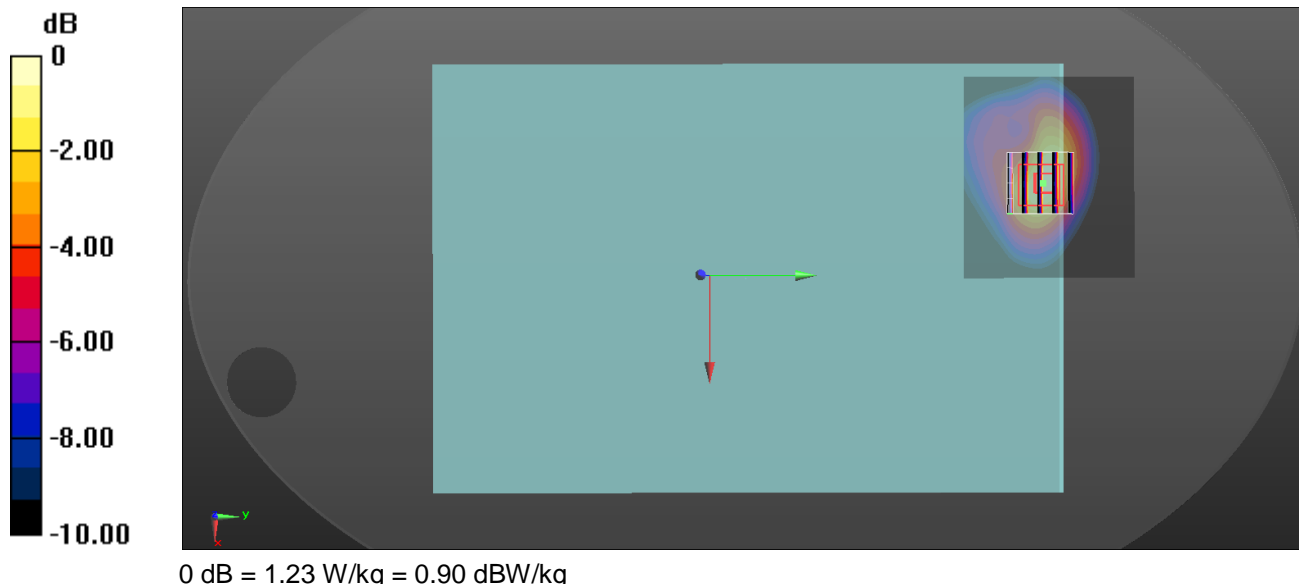 dB
0
-2.00
-4.00
-6.00
-8.00
-10.00
y
x
0 dB = 1.23 W/kg = 0.90 dBW/kg